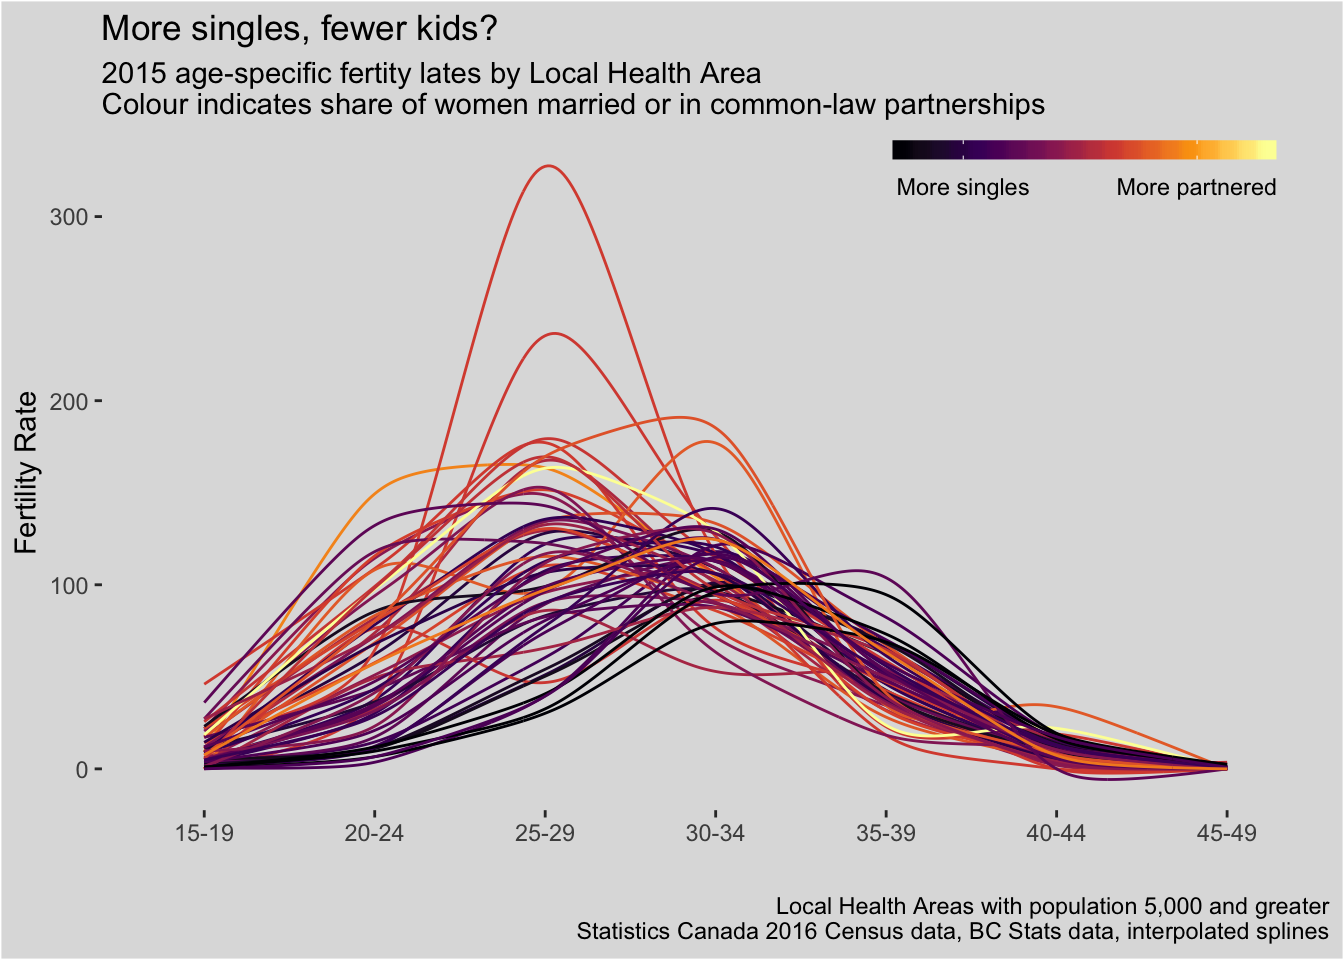 More singles, fewer kids?
2015 age-specific fertity lates by Local Health Area
Colour indicates share of women married or in common-law partnerships
More singles More partnered
Fertility Rate
300
200
100
0
15-19 20-24 25-29 30-34 35-39 40-44 45-49
Local Health Areas with population 5,000 and greater
Statistics Canada 2016 Census data, BC Stats data, interpolated splines